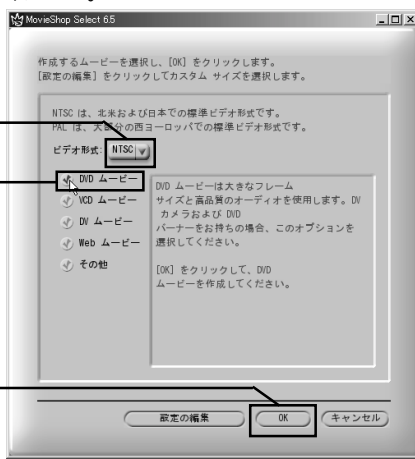 MovieShop Select 6.5
作成するムービーを選択し、[OK] をクリックします。
[設定の編集] をクリックしてカスタム サイズを選択します。
NTSC は、北米および日本での標準ビデオ形式です。
PAL は、大部分の西ヨーロッパでの標準ビデオ形式です。
ビデオ形式: NTSC
DVD ムービー
VCD ムービー
DV ムービー
Web ムービー
その他
DVD ムービーは大きなフレーム
サイズと高品質のオーディオを使用します。DV
カメラおよび DVD
バーナーをお持ちの場合、このオプションを
選択してください。
[OK] をクリックして、DVD
ムービーを作成してください。
設定の編集
OK
キャンセル